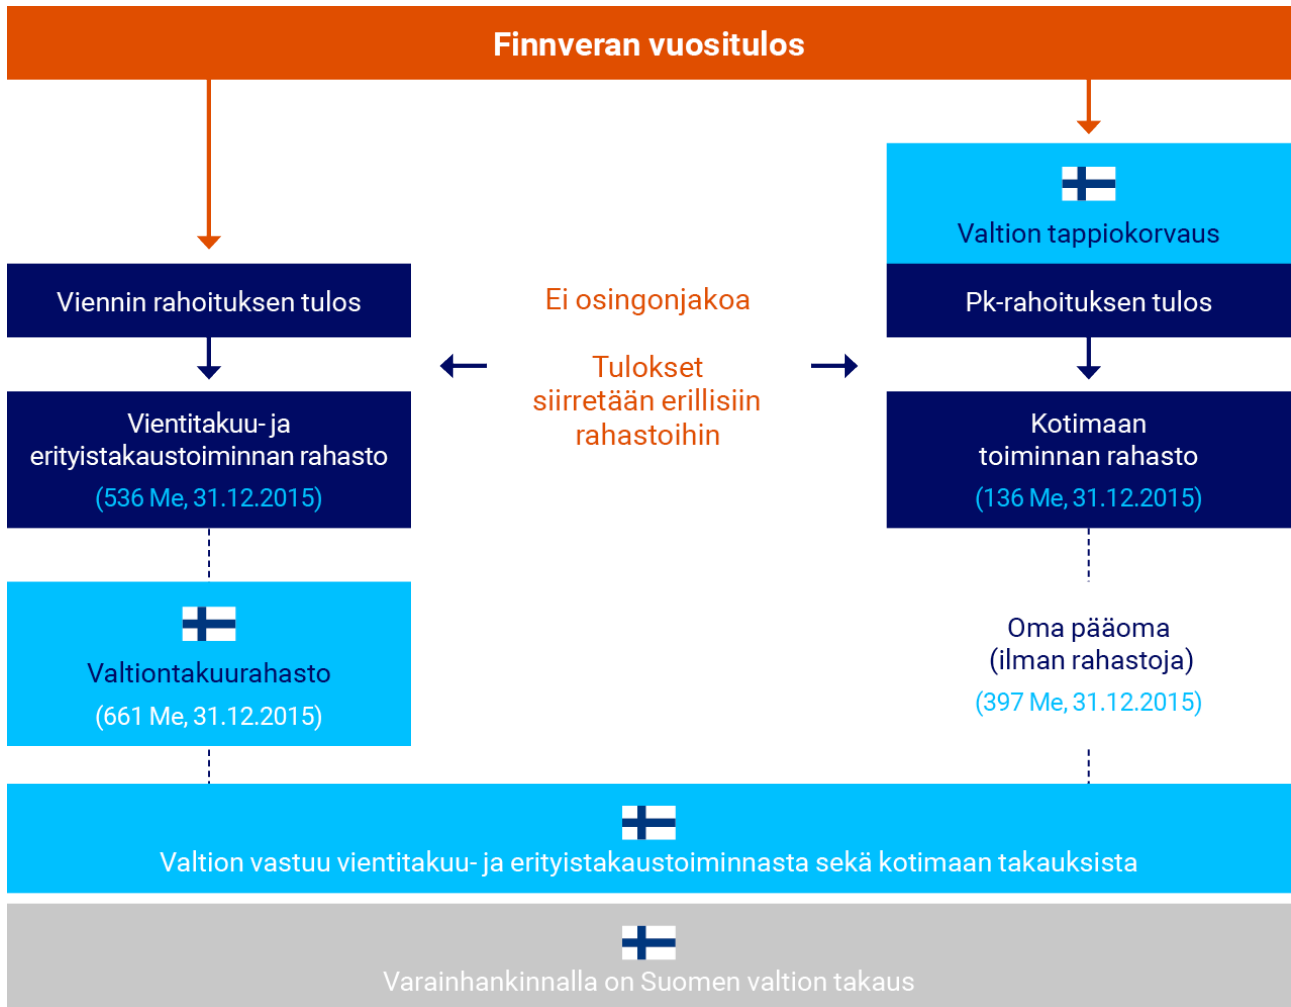 Finnveran vuositulos
Valtion tappiokorvaus
Viennin rahoituksen tulos
Ei osingonjakoa
Pk-rahoituksen tulos
Tulokset
siirretään erillisiin
rahastoihin
Vientitakuu- ja
erityistakaustoiminnan rahasto
(536 Me, 31.12.2015)
Kotimaan
toiminnan rahasto
(136 Me, 31.12.2015)
Valtiontakuurahasto
(661 Me, 31.12.2015)
Oma pääoma
(ilman rahastoja)
(397 Me, 31.12.2015)
Valtion vastuu vientitakuu- ja erityistakaustoiminnasta sekä kotimaan takauksista
Varainhankinnalla on Suomen valtion takaus